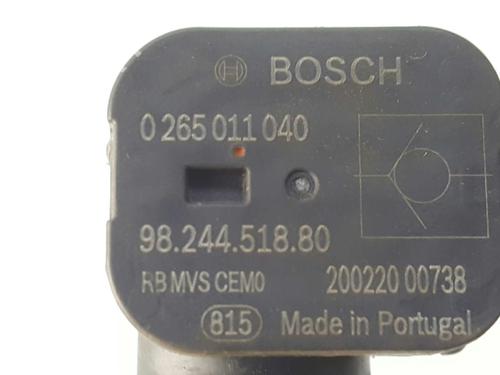 BOSCH
0 265 011 040
98.244.518.80
RB MVS CEM0 200220 00738
815 Made in Portugal